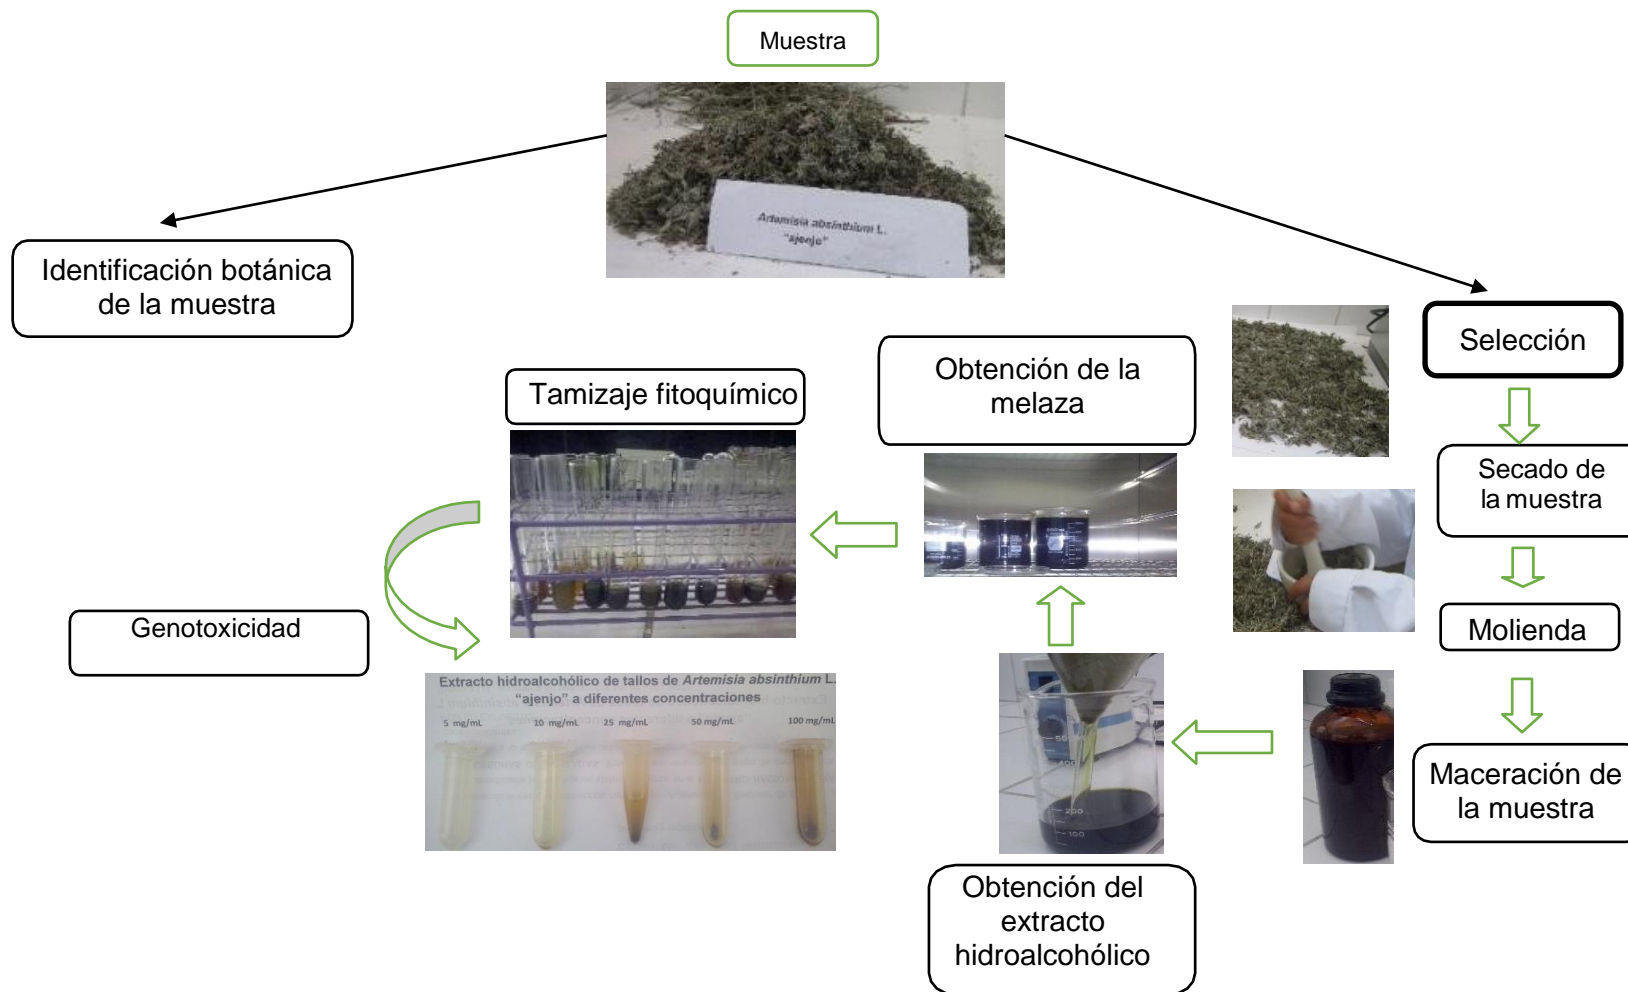 Muestra
Artemisia absinthium L.
"ajenjo"
Identificación botánica
de la muestra
Selección
Obtención de la
melaza
Tamizaje fitoquímico
Secado de
la muestra
Genotoxicidad
Molienda
Extracto hidroalcohólico de tallos de Artemisia absinthium L.
"ajenjo" a diferentes concentraciones
5 mg/mL 10 mg/mL 25 mg/mL 50 mg/mL 100 mg/mL
Maceración de
la muestra
200
100
Obtención del
extracto
hidroalcohólico